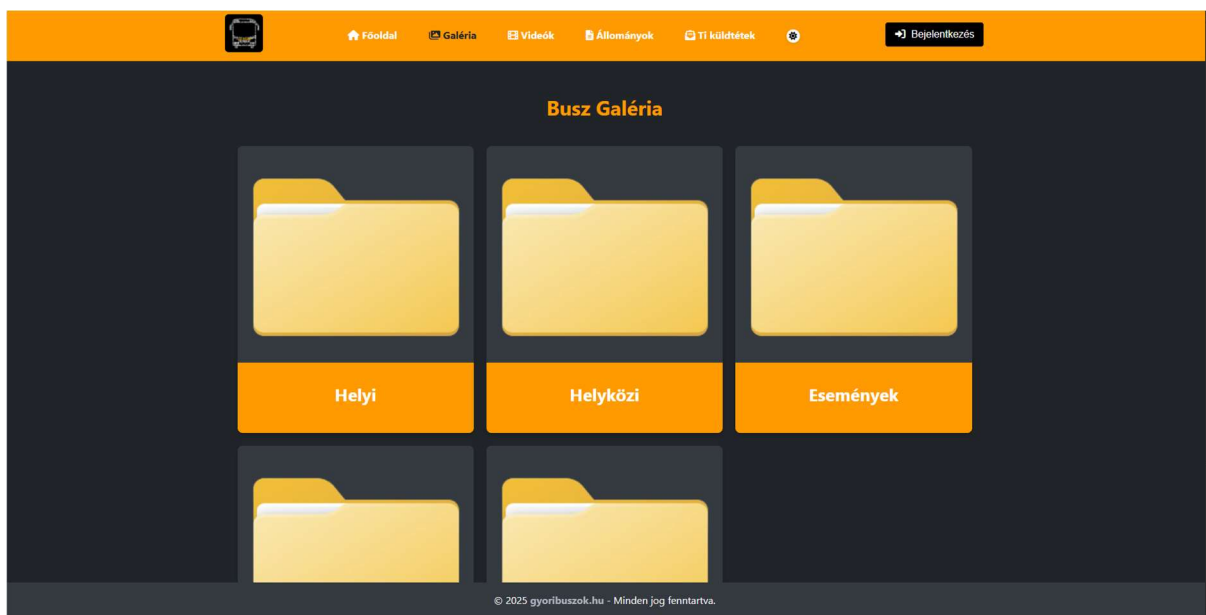 Főoldal
Galéria
Videók
Állományok
Ti küldtétek
Bejelentkezés
Busz Galéria
Helyi
Helyközi
Események
© 2025 gyoribuszok.hu - Minden jog fenntartva.